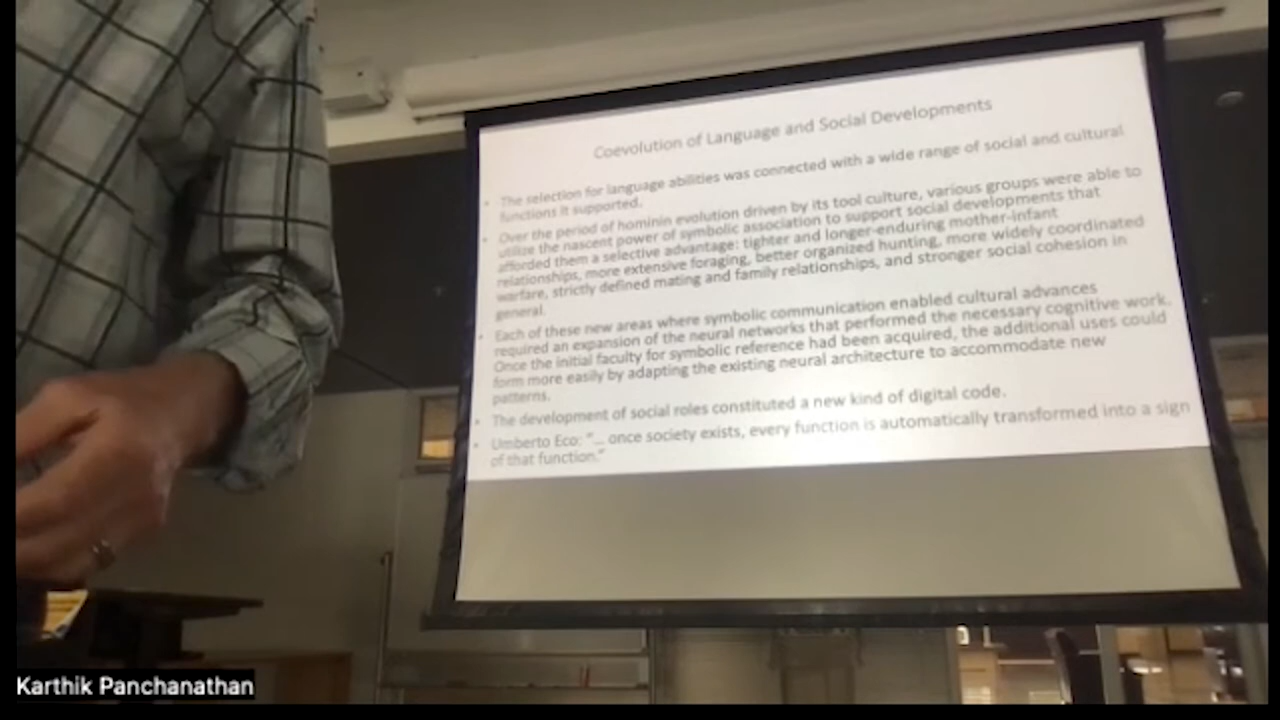 Coevolution of Language and Social Developments
• The selection for language abilities was connected with a wide range of social and cultural
functions it supported.
• Over the period of hominin evolution driven by its tool culture, various groups were able to
utilize the nascent power of symbolic association to support social developments that
afforded them a selective advantage: tighter and longer-enduring mother-infant
relationships, more extensive foraging, better organized hunting, more widely coordinated
warfare, strictly defined mating and family relationships, and stronger social cohesion in
general.
• Each of these new areas where symbolic communication enabled cultural advances
required an expansion of the neural networks that performed the necessary cognitive work.
Once the initial faculty for symbolic reference had been acquired, the additional uses could
form more easily by adapting the existing neural architecture to accommodate new
patterns.
• The development of social roles constituted a new kind of digital code.
• Umberto Eco: "... once society exists, every function is automatically transformed into a sign
of that function."
Karthik Panchanathan